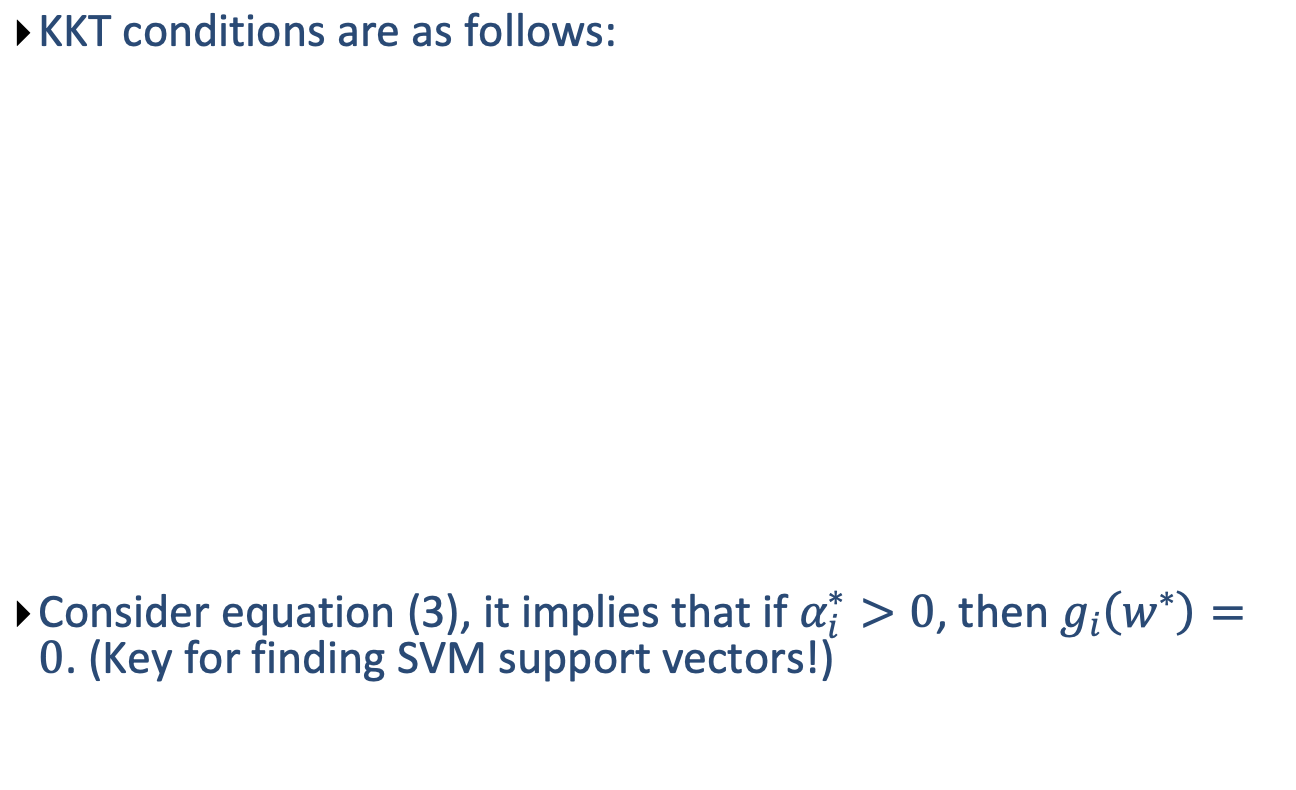 ▶KKT conditions are as follows:
▶Consider equation (3), it implies that if αᵢ* > 0, then gᵢ(w*) =
0. (Key for finding SVM support vectors!)